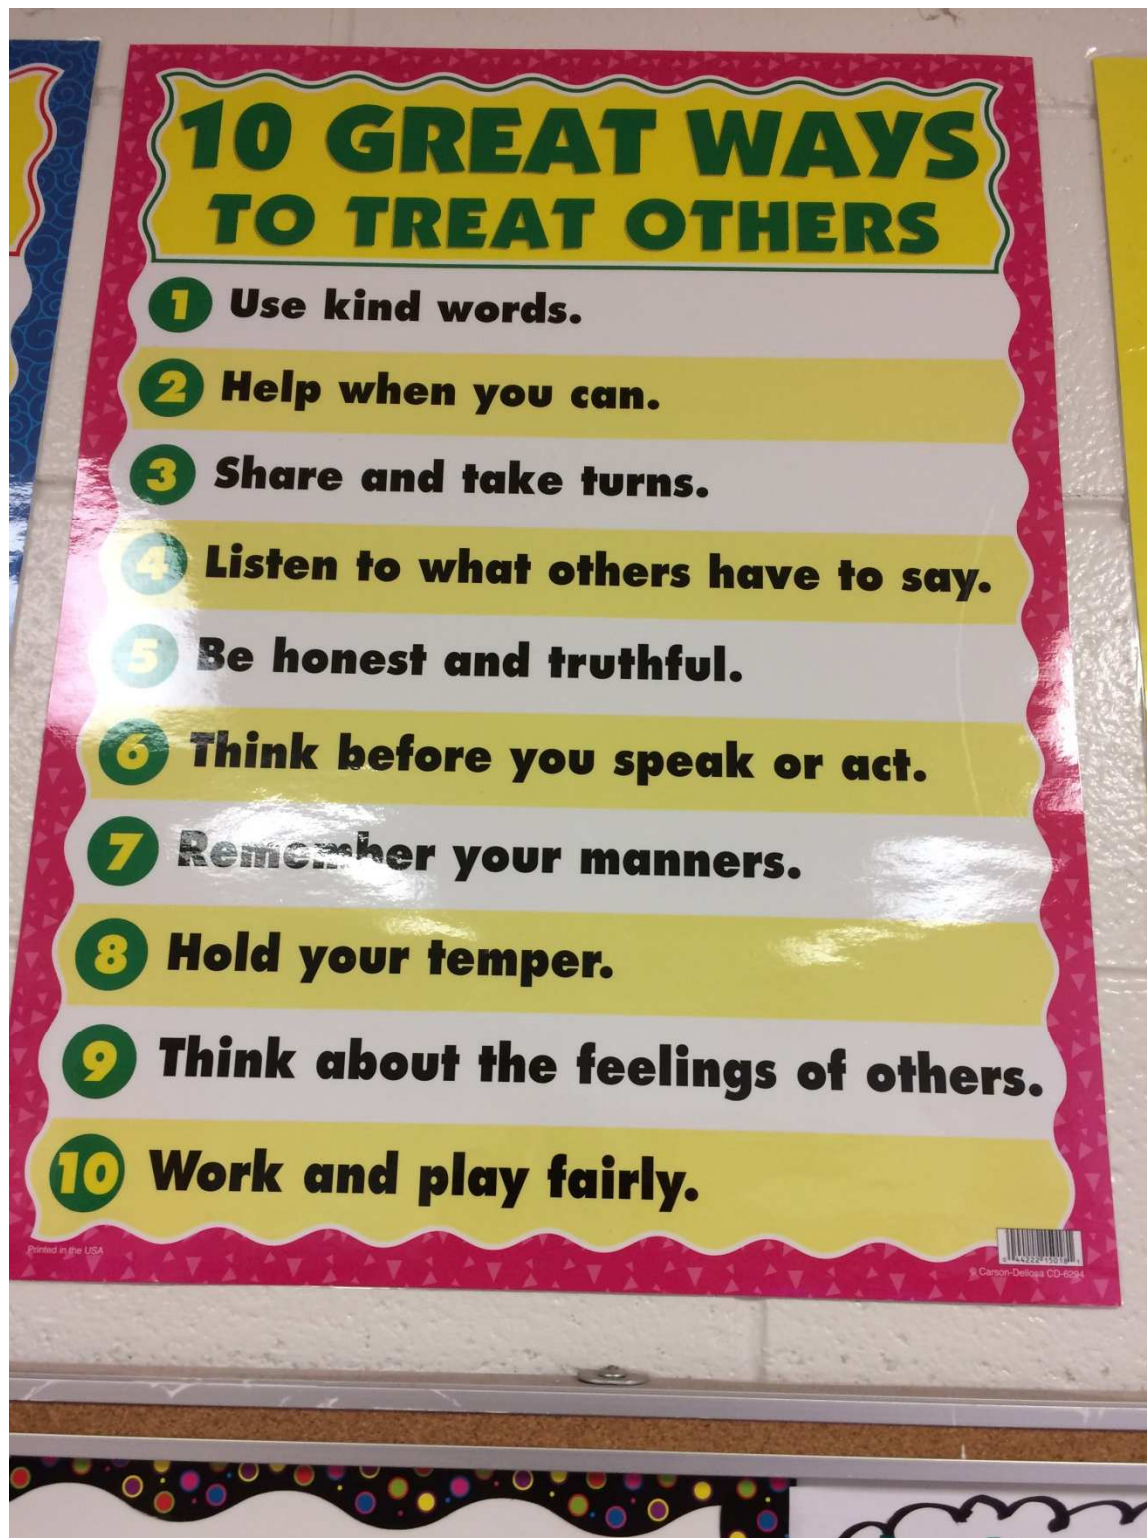 10 GREAT WAYS
TO TREAT OTHERS
1 Use kind words.
2 Help when you can.
3 Share and take turns.
4 Listen to what others have to say.
5 Be honest and truthful.
6 Think before you speak or act.
7 Remember your manners.
8 Hold your temper.
9 Think about the feelings of others.
10 Work and play fairly.
Printed in the USA
© Carson-Dellosa CD-6294